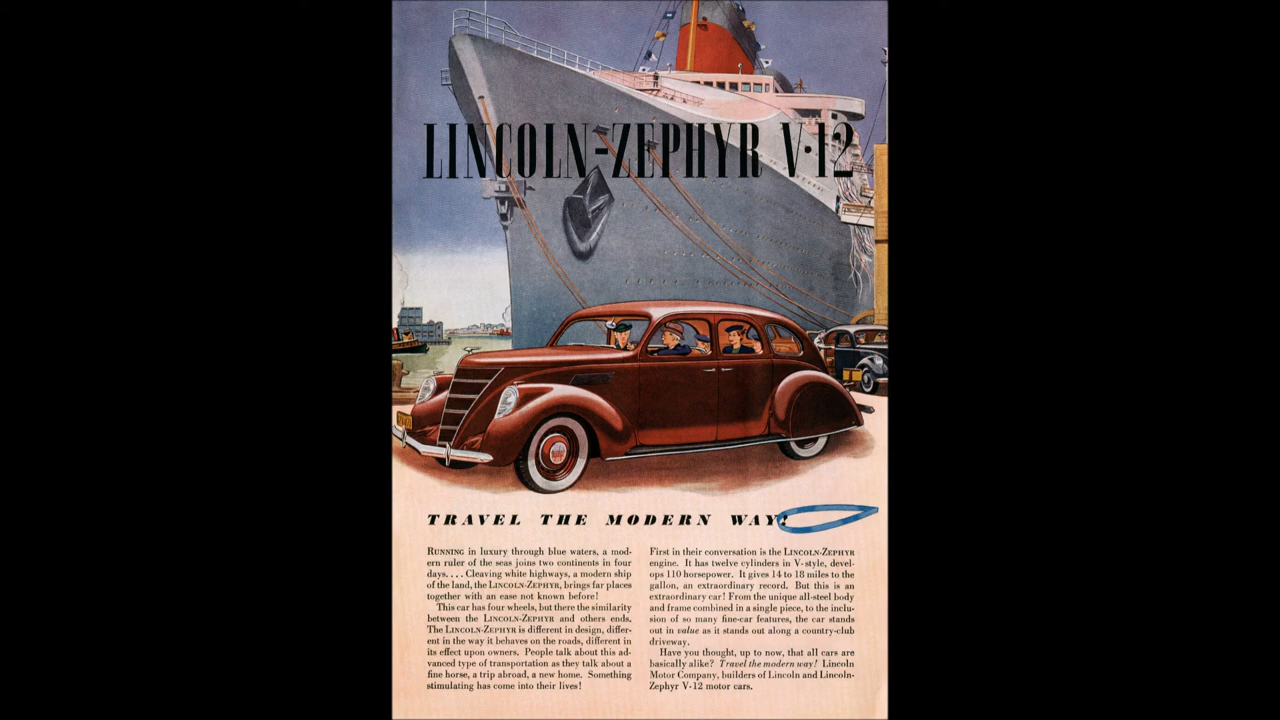 LINCOLN-ZEPHYR V·12
TRAVEL THE MODERN WAY!
RUNNING in luxury through blue waters, a mod-
ern ruler of the seas joins two continents in four
days.... Cleaving white highways, a modern ship
of the land, the LINCOLN-ZEPHYR, brings far places
together with an ease not known before!
This car has four wheels, but there the similarity
between the LINCOLN-ZEPHYR and others ends.
The LINCOLN-ZEPHYR is different in design, differ-
ent in the way it behaves on the roads, different in
its effect upon owners. People talk about this ad-
vanced type of transportation as they talk about a
fine horse, a trip abroad, a new home. Something
stimulating has come into their lives!
First in their conversation is the LINCOLN-ZEPHYR
engine. It has twelve cylinders in V-style, devel-
ops 110 horsepower. It gives 14 to 18 miles to the
gallon, an extraordinary record. But this is an
extraordinary car! From the unique all-steel body
and frame combined in a single piece, to the inclu-
sion of so many fine-car features, the car stands
out in value as it stands out along a country-club
driveway.
Have you thought, up to now, that all cars are
basically alike? Travel the modern way! Lincoln
Motor Company, builders of Lincoln and Lincoln-
Zephyr V-12 motor cars.